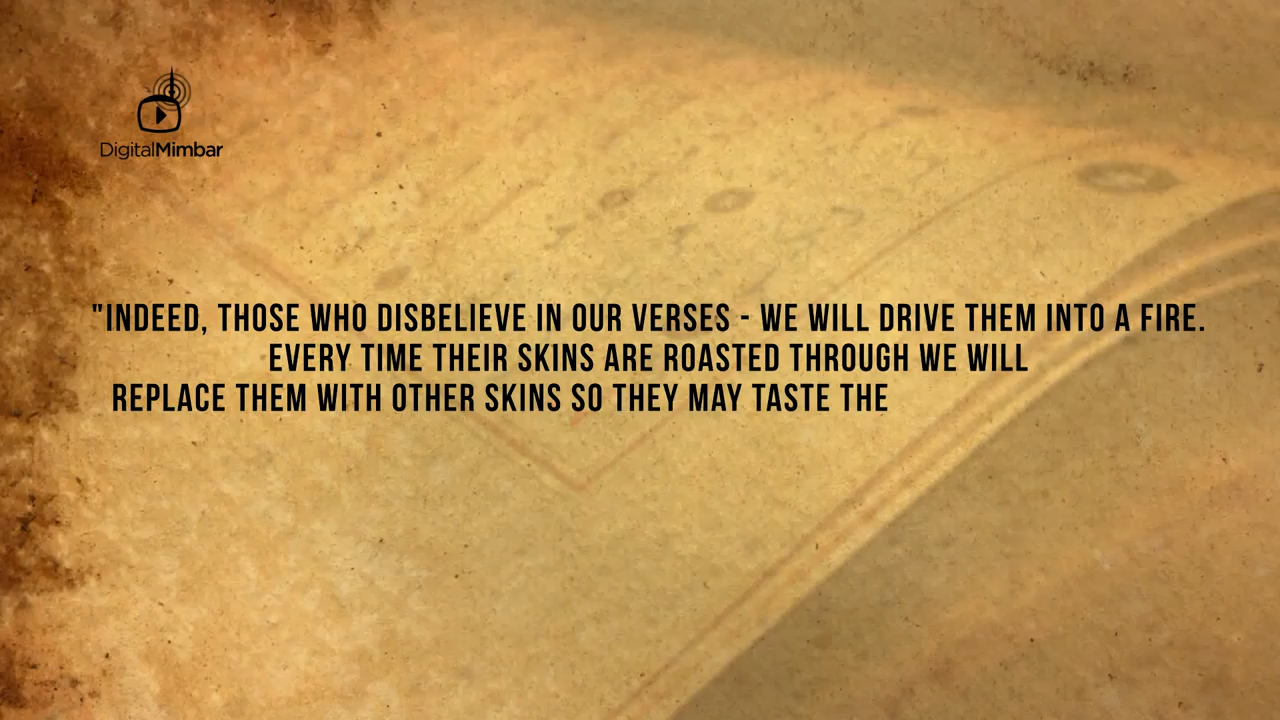 DigitalMimbar
"INDEED, THOSE WHO DISBELIEVE IN OUR VERSES - WE WILL DRIVE THEM INTO A FIRE.
EVERY TIME THEIR SKINS ARE ROASTED THROUGH WE WILL
REPLACE THEM WITH OTHER SKINS SO THEY MAY TASTE THE